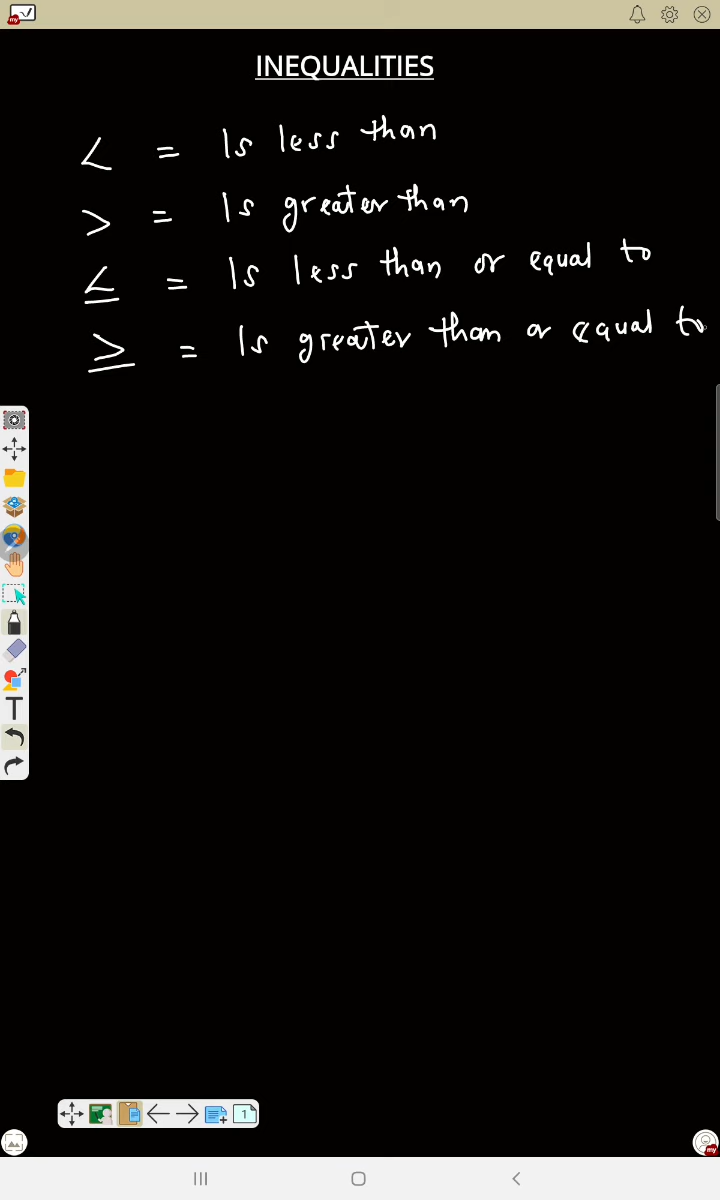 INEQUALITIES
< = Is less than
> = Is greater than
≤ = Is less than or equal to
≥ = Is greater than or equal to
T
1